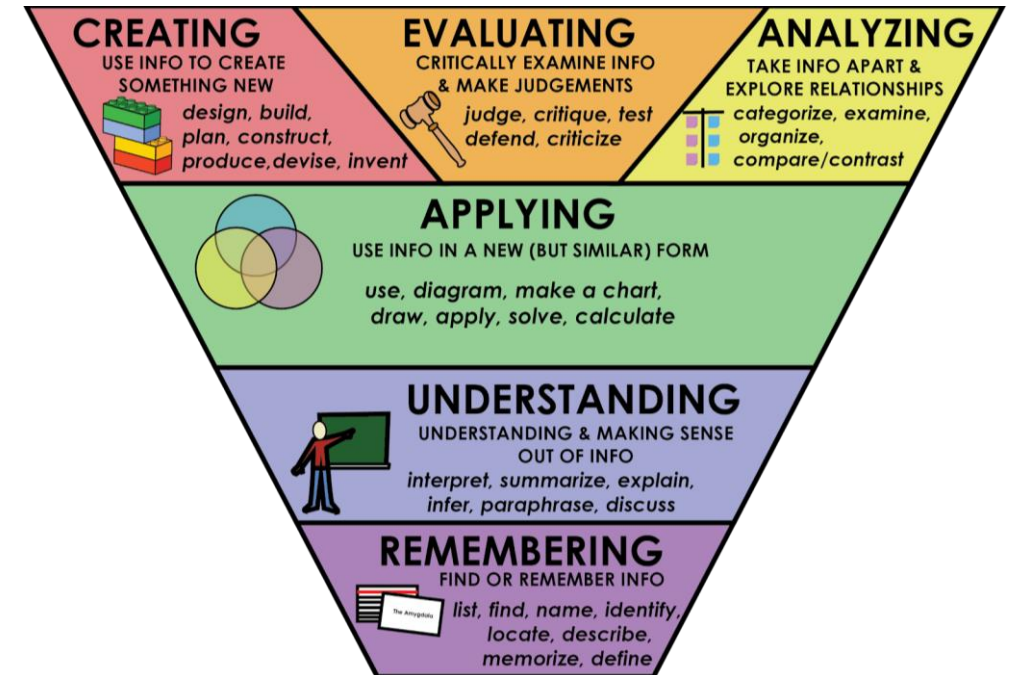 CREATING
USE INFO TO CREATE
SOMETHING NEW
design, build,
plan, construct,
produce,devise, invent
EVALUATING
CRITICALLY EXAMINE INFO
& MAKE JUDGEMENTS
judge, critique, test
defend, criticize
ANALYZING
TAKE INFO APART &
EXPLORE RELATIONSHIPS
categorize, examine,
organize,
compare/contrast
APPLYING
USE INFO IN A NEW (BUT SIMILAR) FORM
use, diagram, make a chart,
draw, apply, solve, calculate
UNDERSTANDING
UNDERSTANDING & MAKING SENSE
OUT OF INFO
interpret, summarize, explain,
infer, paraphrase, discuss
REMEMBERING
FIND OR REMEMBER INFO
The Amygdala
list, find, name, identify,
locate, describe,
memorize, define